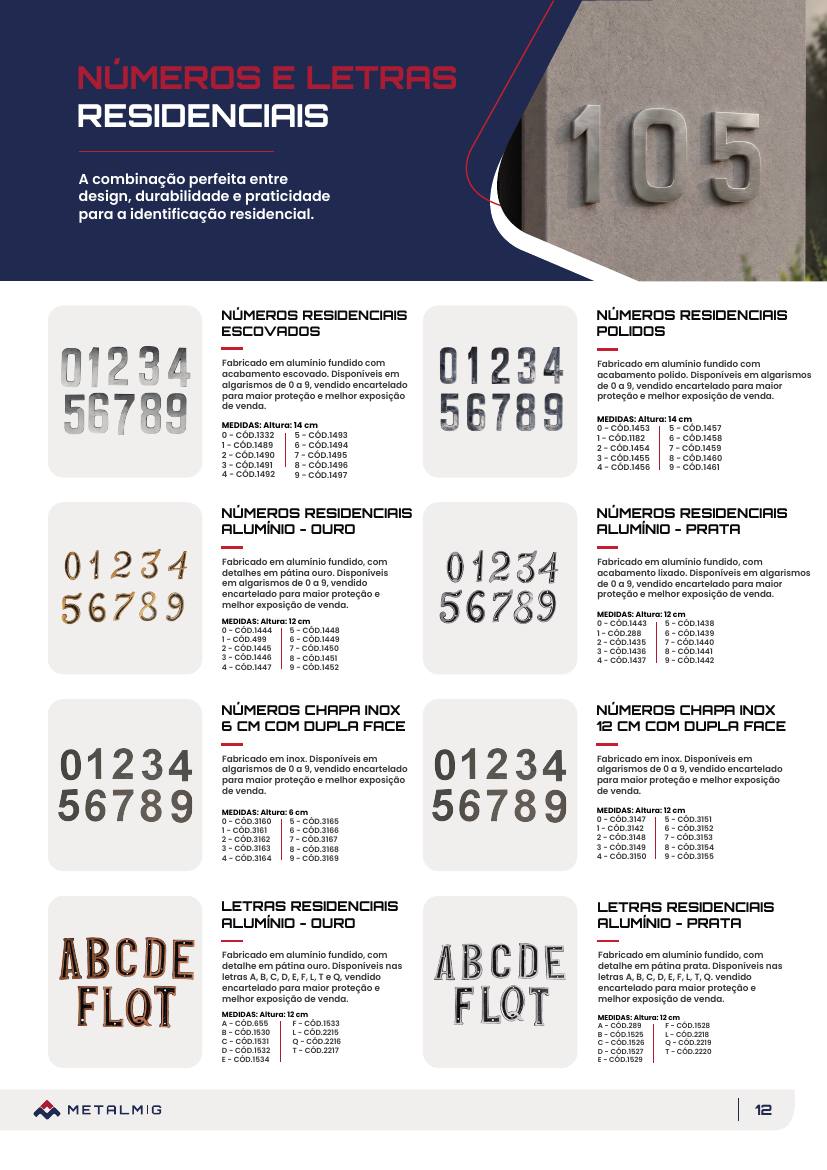 NÚMEROS E LETRAS
RESIDENCIAIS
A combinação perfeita entre
design, durabilidade e praticidade
para a identificação residencial.
105
01234
56789
NÚMEROS RESIDENCIAIS
ESCOVADOS
Fabricado em alumínio fundido com
acabamento escovado. Disponíveis em
algarismos de 0 a 9, vendido encartelado
para maior proteção e melhor exposição
de venda.
MEDIDAS: Altura: 14 cm
0 - CÓD.1332
1 - CÓD.1489
2 - CÓD.1490
3 - CÓD.1491
4 - CÓD.1492
5 - CÓD.1493
6 - CÓD.1494
7 - CÓD.1495
8 - CÓD.1496
9 - CÓD.1497
01234
56789
NÚMEROS RESIDENCIAIS
POLIDOS
Fabricado em alumínio fundido com
acabamento polido. Disponíveis em algarismos
de 0 a 9, vendido encartelado para maior
proteção e melhor exposição de venda.
MEDIDAS: Altura: 14 cm
0 - CÓD.1453
1 - CÓD.1182
2 - CÓD.1454
3 - CÓD.1455
4 - CÓD.1456
5 - CÓD.1457
6 - CÓD.1458
7 - CÓD.1459
8 - CÓD.1460
9 - CÓD.1461
01234
56789
NÚMEROS RESIDENCIAIS
ALUMÍNIO - OURO
Fabricado em alumínio fundido, com
detalhes em pátina ouro. Disponíveis
em algarismos de 0 a 9, vendido
encartelado para maior proteção e
melhor exposição de venda.
MEDIDAS: Altura: 12 cm
0 - CÓD.1444
1 - CÓD.499
2 - CÓD.1445
3 - CÓD.1446
4 - CÓD.1447
5 - CÓD.1448
6 - CÓD.1449
7 - CÓD.1450
8 - CÓD.1451
9 - CÓD.1452
01234
56789
NÚMEROS RESIDENCIAIS
ALUMÍNIO - PRATA
Fabricado em alumínio fundido, com
acabamento lixado. Disponíveis em algarismos
de 0 a 9, vendido encartelado para maior
proteção e melhor exposição de venda.
MEDIDAS: Altura: 12 cm
0 - CÓD.1443
1 - CÓD.288
2 - CÓD.1435
3 - CÓD.1436
4 - CÓD.1437
5 - CÓD.1438
6 - CÓD.1439
7 - CÓD.1440
8 - CÓD.1441
9 - CÓD.1442
01234
56789
NÚMEROS CHAPA INOX
6 CM COM DUPLA FACE
Fabricado em inox. Disponíveis em
algarismos de 0 a 9, vendido encartelado
para maior proteção e melhor exposição
de venda.
MEDIDAS: Altura: 6 cm
0 - CÓD.3160
1 - CÓD.3161
2 - CÓD.3162
3 - CÓD.3163
4 - CÓD.3164
5 - CÓD.3165
6 - CÓD.3166
7 - CÓD.3167
8 - CÓD.3168
9 - CÓD.3169
01234
56789
NÚMEROS CHAPA INOX
12 CM COM DUPLA FACE
Fabricado em inox. Disponíveis em
algarismos de 0 a 9, vendido encartelado
para maior proteção e melhor exposição
de venda.
MEDIDAS: Altura: 12 cm
0 - CÓD.3147
1 - CÓD.3142
2 - CÓD.3148
3 - CÓD.3149
4 - CÓD.3150
5 - CÓD.3151
6 - CÓD.3152
7 - CÓD.3153
8 - CÓD.3154
9 - CÓD.3155
ABCDE
FLQT
LETRAS RESIDENCIAIS
ALUMÍNIO - OURO
Fabricado em alumínio fundido, com
detalhe em pátina ouro. Disponíveis nas
letras A, B, C, D, E, F, L, T e Q, vendido
encartelado para maior proteção e
melhor exposição de venda.
MEDIDAS: Altura: 12 cm
A - CÓD.655
B - CÓD.1530
C - CÓD.1531
D - CÓD.1532
E - CÓD.1534
F - CÓD.1533
L - CÓD.2215
Q - CÓD.2216
T - CÓD.2217
ABCDE
FLQT
LETRAS RESIDENCIAIS
ALUMÍNIO - PRATA
Fabricado em alumínio fundido, com
detalhe em pátina prata. Disponíveis nas
letras A, B, C, D, E, F, L, T, Q. vendido
encartelado para maior proteção e
melhor exposição de venda.
MEDIDAS: Altura: 12 cm
A - CÓD.289
B - CÓD.1525
C - CÓD.1526
D - CÓD.1527
E - CÓD.1529
F - CÓD.1528
L - CÓD.2218
Q - CÓD.2219
T - CÓD.2220
METALMIG
12